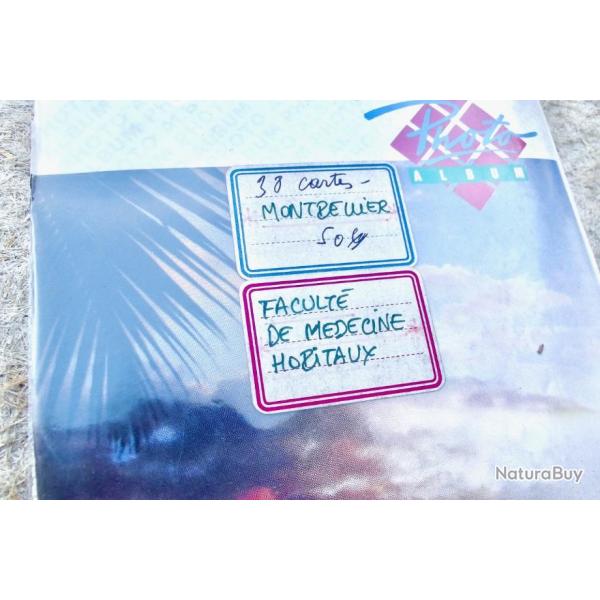 Photo
ALBUM
38 cartes -
MONTPELLIER
50
FACULTÉ
DE MEDECINE
HOPITAUX
NaturaBuy